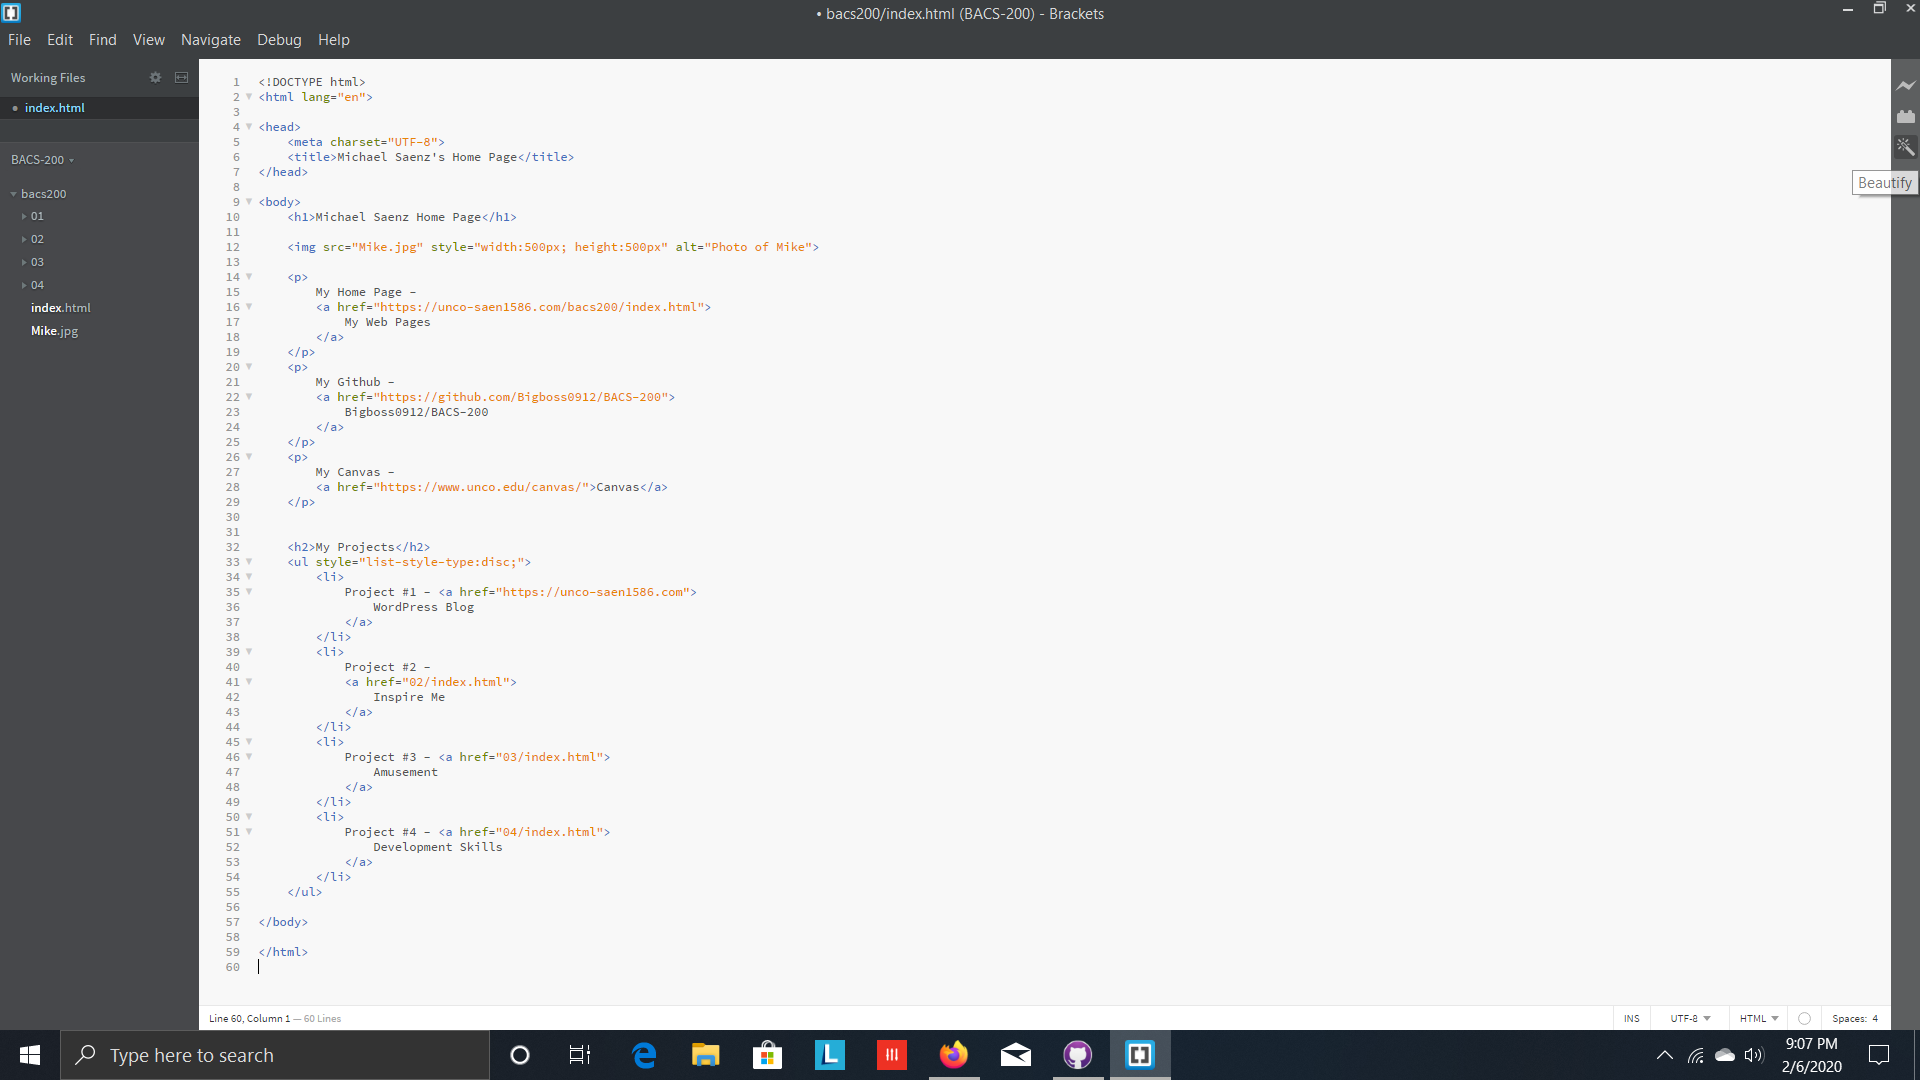 • bacs200/index.html (BACS-200) - Brackets
File Edit Find View Navigate Debug Help
Working Files
• index.html
BACS-200
bacs200
01
02
03
04
index.html
Mike.jpg
1 <!DOCTYPE html>
2 <html lang="en">
3
4 <head>
5     <meta charset="UTF-8">
6     <title>Michael Saenz's Home Page</title>
7 </head>
8
9 <body>
10     <h1>Michael Saenz Home Page</h1>
11
12     <img src="Mike.jpg" style="width:500px; height:500px" alt="Photo of Mike">
13
14     <p>
15         My Home Page -
16         <a href="https://unco-saen1586.com/bacs200/index.html">
17             My Web Pages
18         </a>
19     </p>
20     <p>
21         My Github -
22         <a href="https://github.com/Bigboss0912/BACS-200">
23             Bigboss0912/BACS-200
24         </a>
25     </p>
26     <p>
27         My Canvas -
28         <a href="https://www.unco.edu/canvas/">Canvas</a>
29     </p>
30
31
32     <h2>My Projects</h2>
33     <ul style="list-style-type:disc;">
34         <li>
35             Project #1 - <a href="https://unco-saen1586.com">
36                 WordPress Blog
37             </a>
38         </li>
39         <li>
40             Project #2 -
41             <a href="02/index.html">
42                 Inspire Me
43             </a>
44         </li>
45         <li>
46             Project #3 - <a href="03/index.html">
47                 Amusement
48             </a>
49         </li>
50         <li>
51             Project #4 - <a href="04/index.html">
52                 Development Skills
53             </a>
54         </li>
55     </ul>
56
57 </body>
58
59 </html>
60
Beautify
Line 60, Column 1 — 60 Lines
INS UTF-8 HTML Spaces: 4
Type here to search
L
9:07 PM
2/6/2020